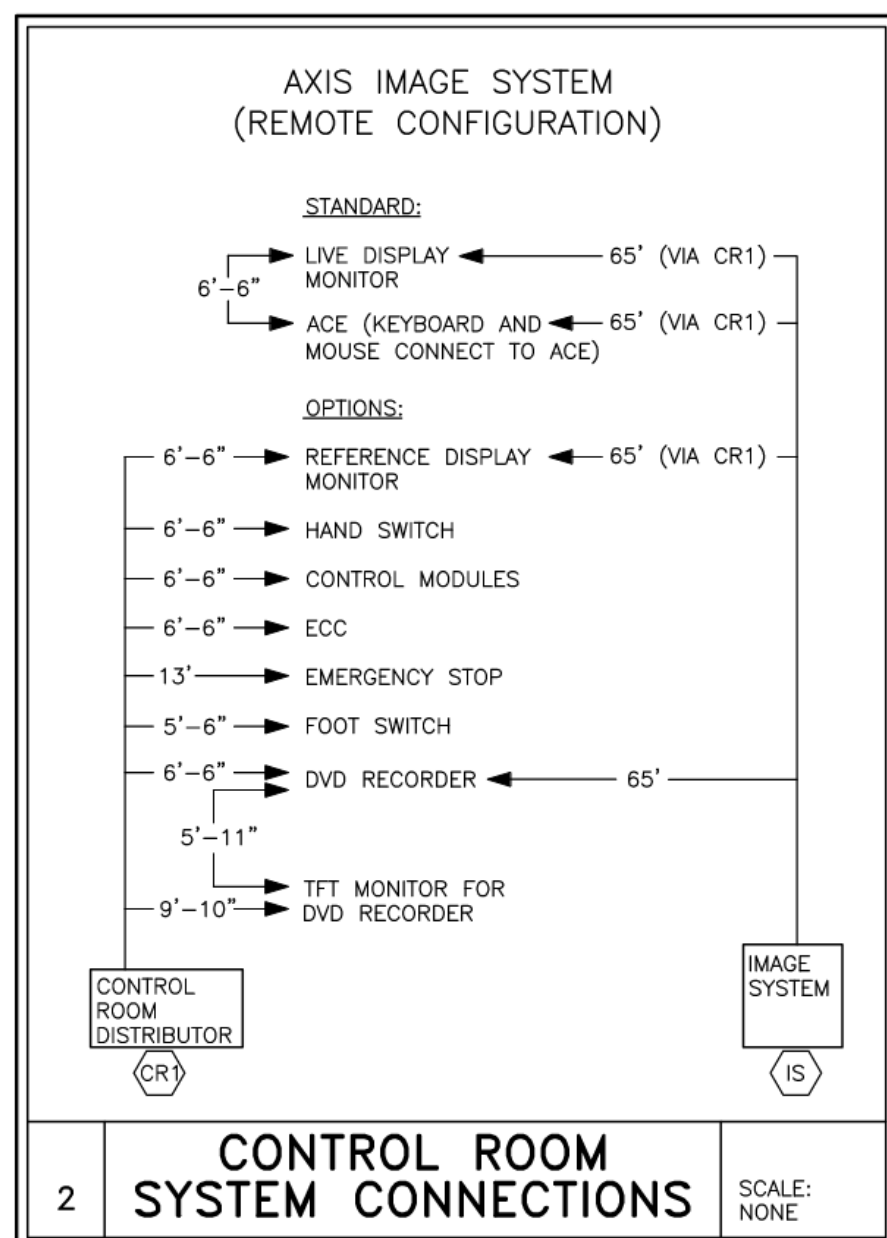 AXIS IMAGE SYSTEM
(REMOTE CONFIGURATION)
STANDARD:
LIVE DISPLAY MONITOR
65' (VIA CR1)
6'-6"
ACE (KEYBOARD AND MOUSE CONNECT TO ACE)
65' (VIA CR1)
OPTIONS:
6'-6"
REFERENCE DISPLAY MONITOR
65' (VIA CR1)
6'-6"
HAND SWITCH
6'-6"
CONTROL MODULES
6'-6"
ECC
13'
EMERGENCY STOP
5'-6"
FOOT SWITCH
6'-6"
DVD RECORDER
65'
5'-11"
TFT MONITOR FOR
9'-10"
DVD RECORDER
CONTROL
ROOM
DISTRIBUTOR
CR1
IMAGE
SYSTEM
IS
2
CONTROL ROOM
SYSTEM CONNECTIONS
SCALE:
NONE